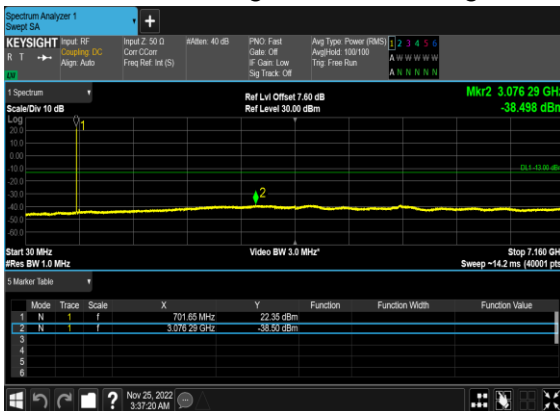 Spectrum Analyzer 1
Swept SA
+
KEYSIGHT Input: RF Input Z: 50 Ω #Atten: 40 dB PNO: Fast Avg Type: Power (RMS) 1 2 3 4 5 6
R T Coupling: DC Corr CCorr Gate: Off Avg|Hold: 100/100 A W W W W W
Align: Auto Freq Ref: Int (S) IF Gain: Low Trig: Free Run
LV Sig Track: Off A N N N N N
1 Spectrum Ref Lvl Offset 7.60 dB Mkr2 3.076 29 GHz
Scale/Div 10 dB Ref Level 30.00 dBm -38.498 dBm
Log
20.0 1
10.0
0.00
-10.0 DL1 -13.00 dBm
-20.0
-30.0 2
-40.0
-50.0
-60.0
Start 30 MHz Video BW 3.0 MHz* Stop 7.160 GHz
#Res BW 1.0 MHz Sweep ~14.2 ms (40001 pts)
5 Marker Table
Mode Trace Scale X Y Function Function Width Function Value
1 N 1 f 701.65 MHz 22.35 dBm
2 N 1 f 3.076 29 GHz -38.50 dBm
3
4
5
6
? Nov 25, 2022
3:37:20 AM